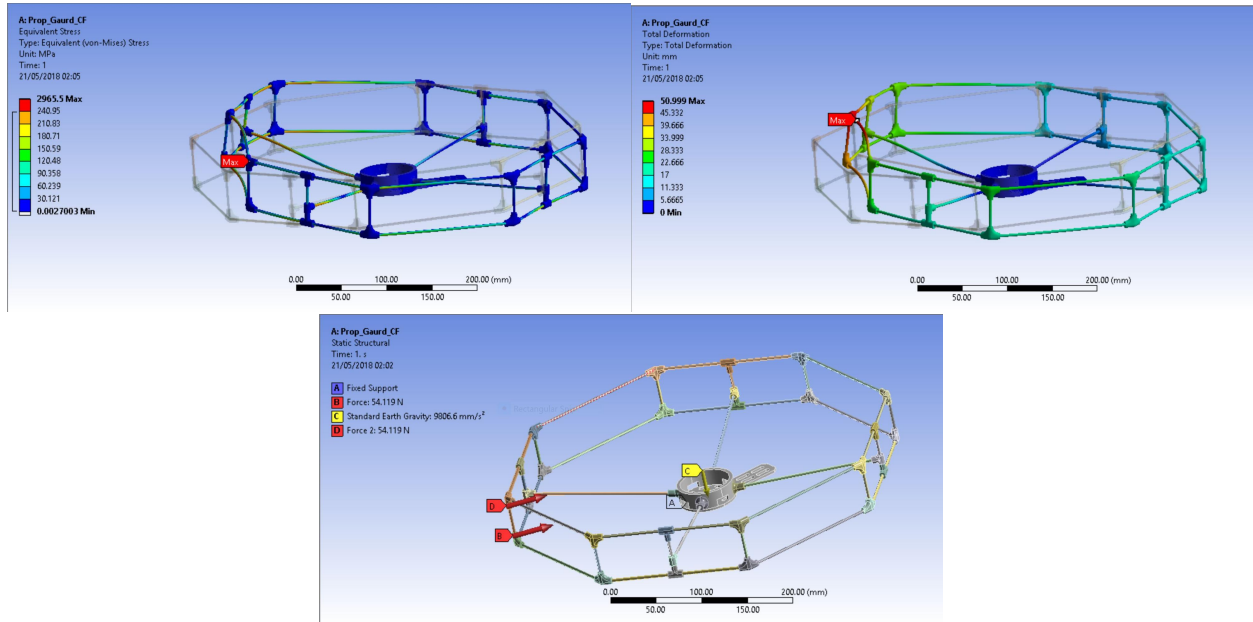 A: Prop_Gaurd_CF
Equivalent Stress
Type: Equivalent (von-Mises) Stress
Unit: MPa
Time: 1
21/05/2018 02:05
2965.5 Max
240.95
210.83
180.71
150.59
120.48
90.358
60.239
30.121
0.0027003 Min
Max
0.00
100.00
200.00 (mm)
50.00
150.00
A: Prop_Gaurd_CF
Total Deformation
Type: Total Deformation
Unit: mm
Time: 1
21/05/2018 02:05
50.999 Max
45.332
39.666
33.999
28.333
22.666
17
11.333
5.6665
0 Min
Max
0.00
100.00
200.00 (mm)
50.00
150.00
A: Prop_Gaurd_CF
Static Structural
Time: 1. s
21/05/2018 02:02
A Fixed Support
B Force: 54.119 N
C Standard Earth Gravity: 9806.6 mm/s²
D Force 2: 54.119 N
C
A
D
B
0.00
100.00
200.00 (mm)
50.00
150.00